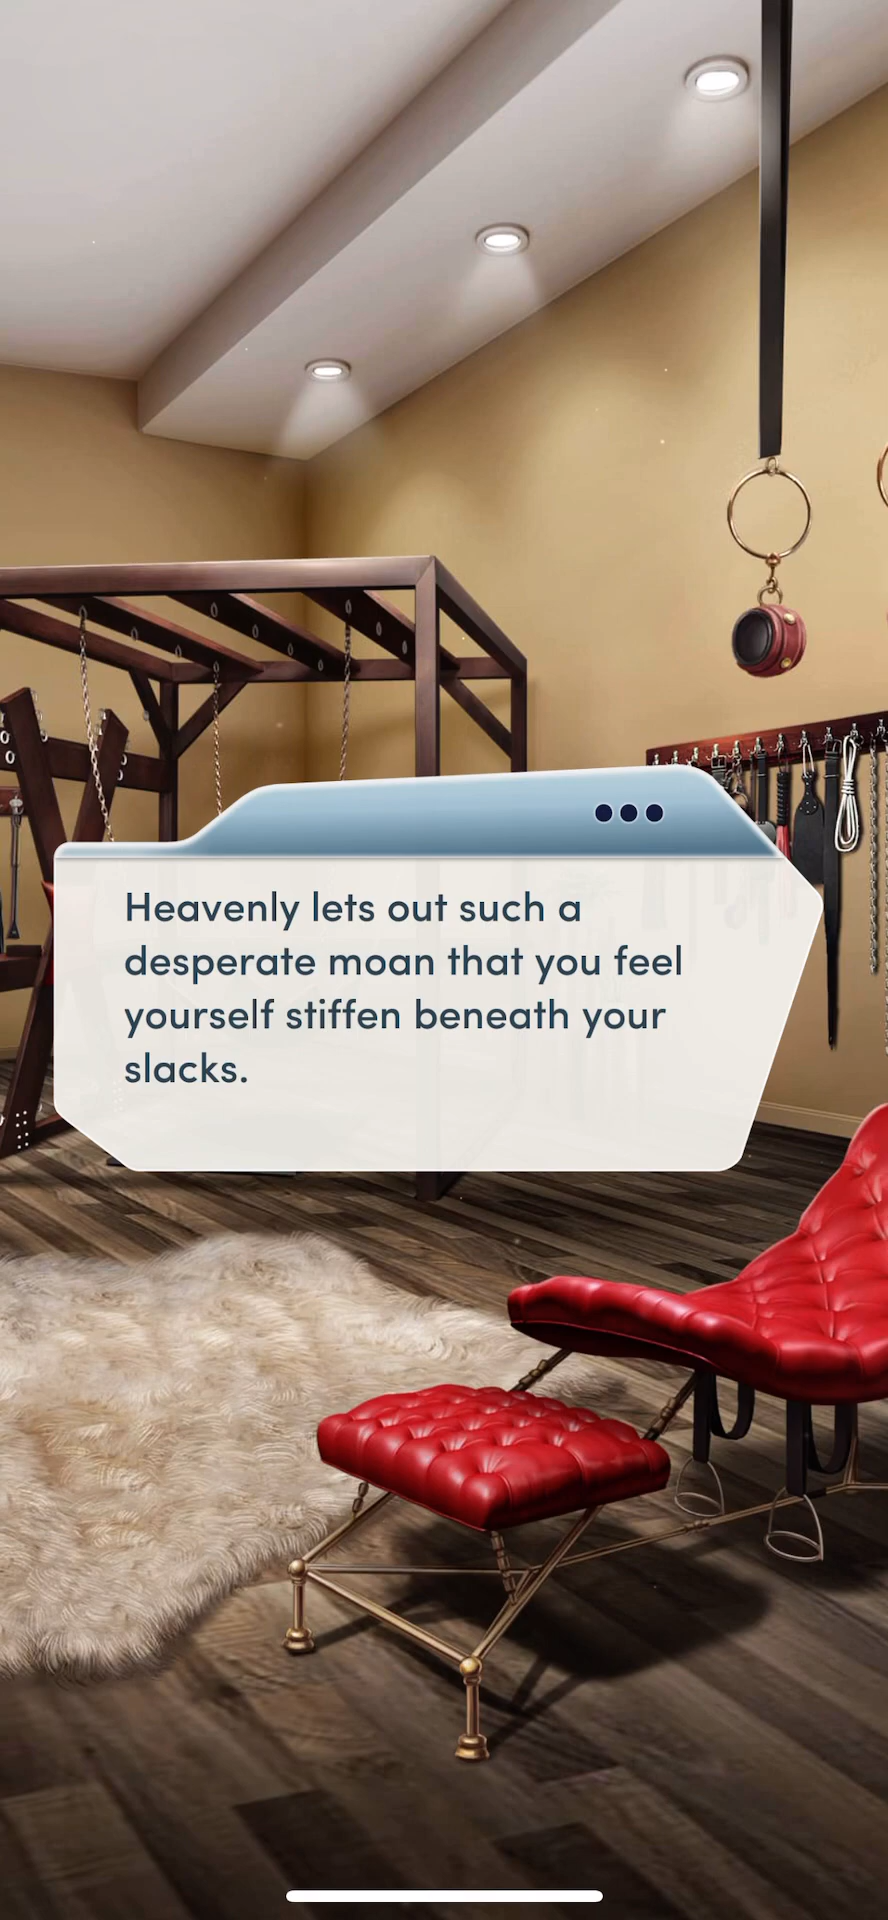 Heavenly lets out such a
desperate moan that you feel
yourself stiffen beneath your
slacks.